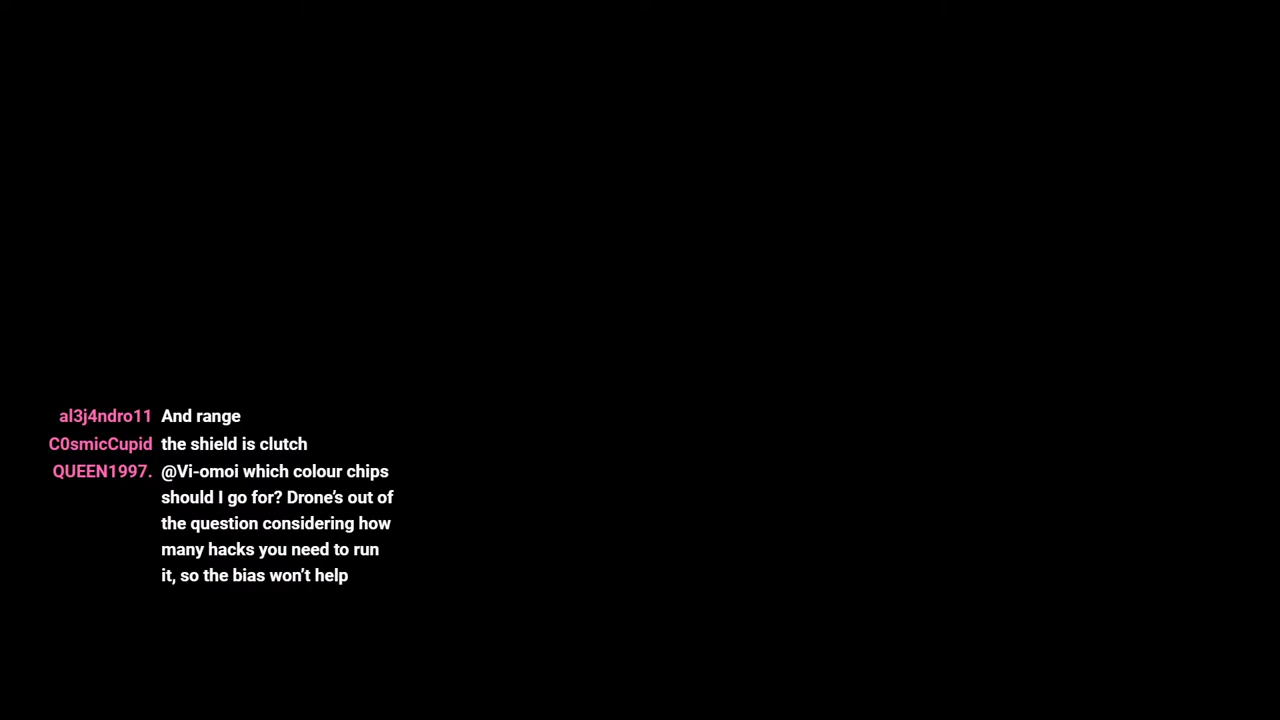 al3j4ndro11 And range
C0smicCupid the shield is clutch
QUEEN1997. @Vi-omoi which colour chips
should I go for? Drone’s out of
the question considering how
many hacks you need to run
it, so the bias won’t help